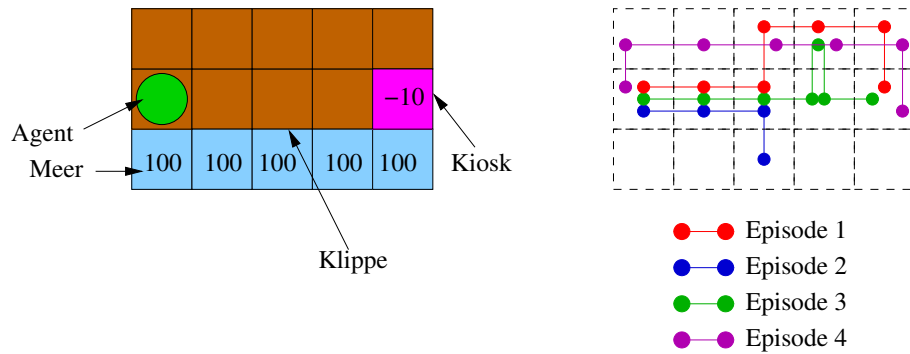 −10
Agent
Meer
100 100 100 100 100
Kiosk
Klippe
Episode 1
Episode 2
Episode 3
Episode 4